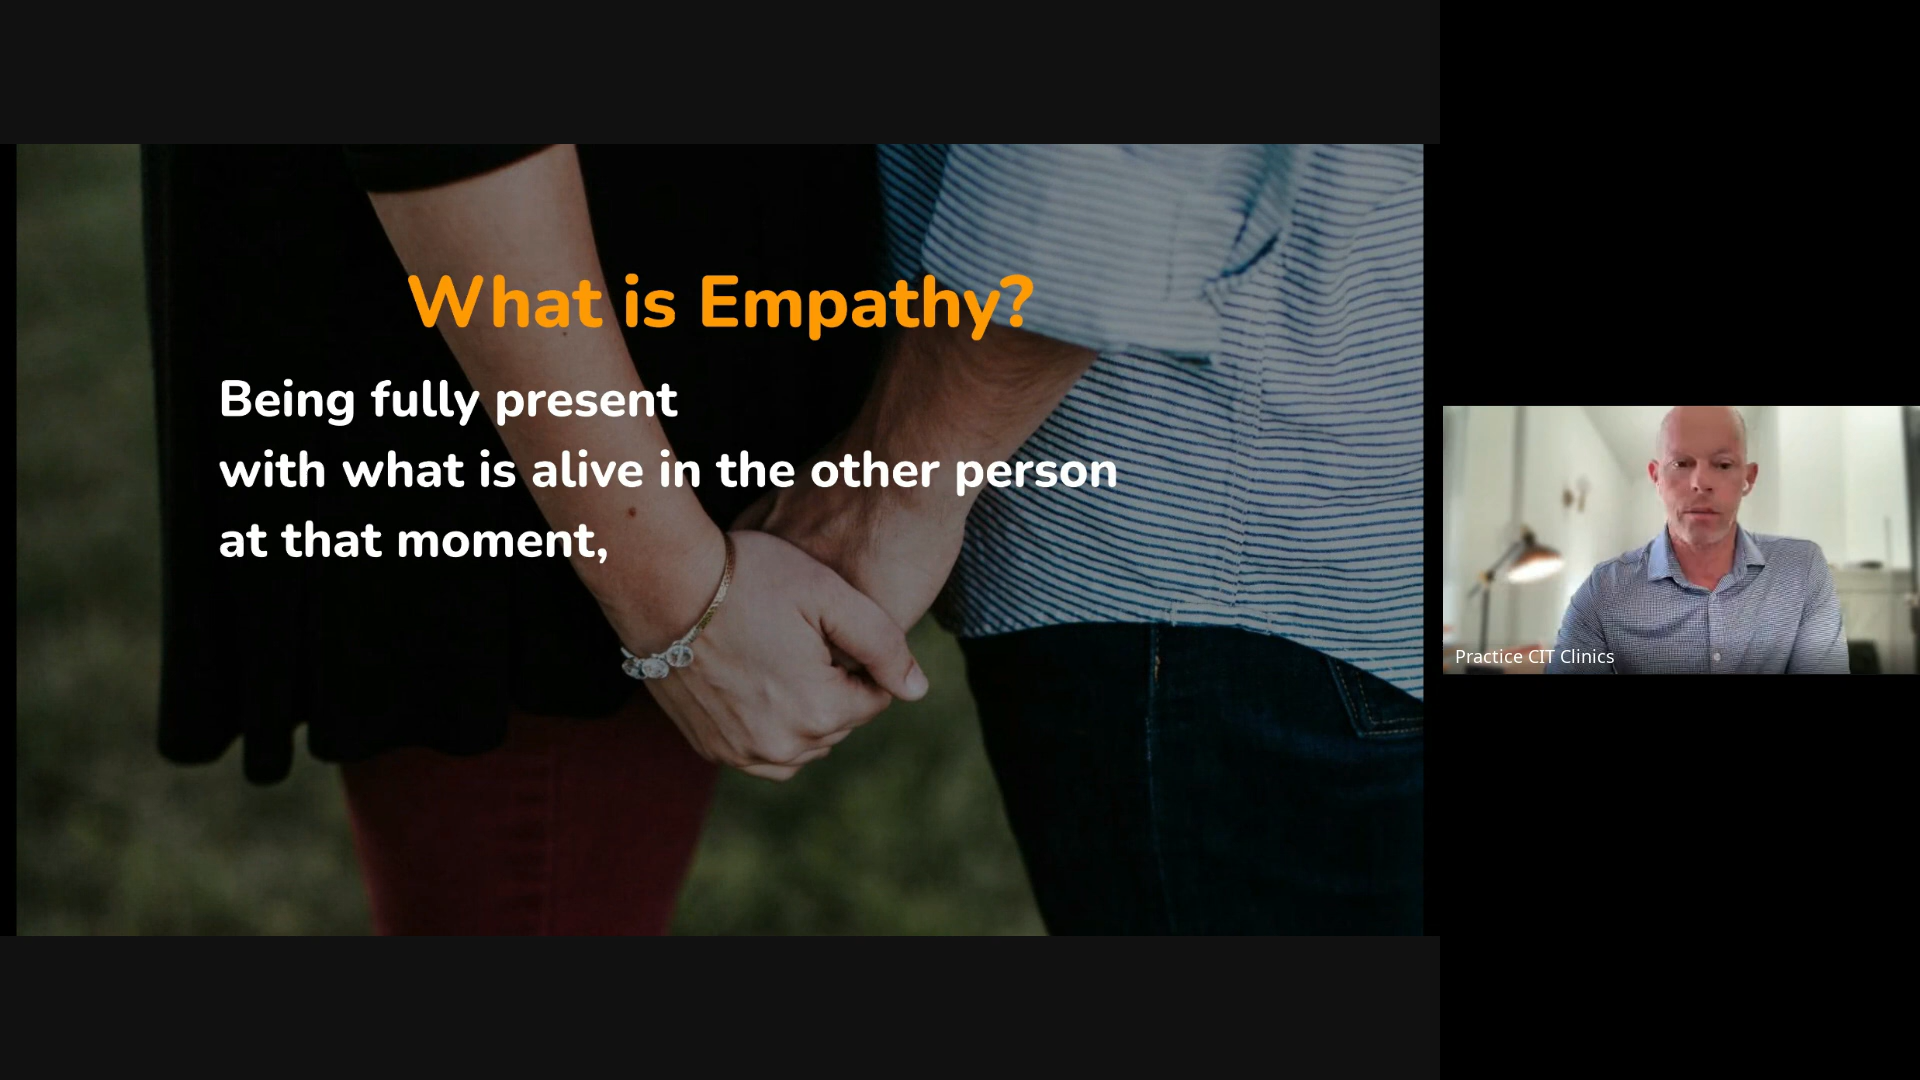 What is Empathy?
Being fully present
with what is alive in the other person
at that moment,
Practice CIT Clinics